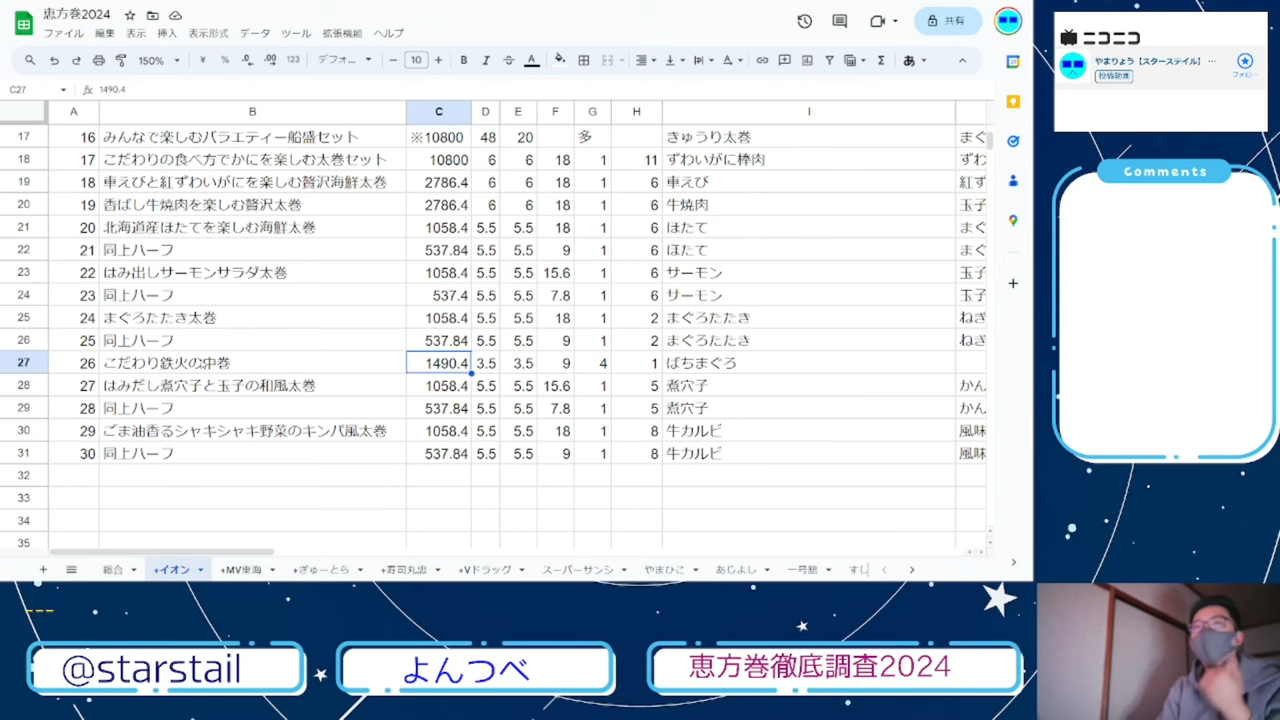 恵方巻2024
ファイル 編集 表示 挿入 表示形式 データ ツール 拡張機能 ヘルプ
共有
150% ¥ % .0 .00 123 デフォ... 10 B I A Σ あ
C27 fx 1490.4
A B C D E F G H I
17 16 みんなで楽しむバラエティー船盛セット ※10800 48 20 多 きゅうり太巻 まぐ
18 17 こだわりの食べ方でかにを楽しむ太巻セット 10800 6 6 18 1 11 ずわいがに棒肉 ずわ
19 18 車えびと紅ずわいがにを楽しむ贅沢海鮮太巻 2786.4 6 6 18 1 6 車えび 紅ず
20 19 香ばし牛焼肉を楽しむ贅沢太巻 2786.4 6 6 18 1 6 牛焼肉 玉子
21 20 北海道産ほたてを楽しむ海鮮太巻 1058.4 5.5 5.5 18 1 6 ほたて まぐ
22 21 同上ハーフ 537.84 5.5 5.5 9 1 6 ほたて まぐ
23 22 はみ出しサーモンサラダ太巻 1058.4 5.5 5.5 15.6 1 6 サーモン 玉子
24 23 同上ハーフ 537.4 5.5 5.5 7.8 1 6 サーモン 玉子
25 24 まぐろたたき太巻 1058.4 5.5 5.5 18 1 2 まぐろたたき ねぎ
26 25 同上ハーフ 537.84 5.5 5.5 9 1 2 まぐろたたき ねぎ
27 26 こだわり鉄火の中巻 1490.4 3.5 3.5 9 4 1 ばちまぐろ
28 27 はみだし煮穴子と玉子の和風太巻 1058.4 5.5 5.5 15.6 1 5 煮穴子 かん
29 28 同上ハーフ 537.84 5.5 5.5 7.8 1 5 煮穴子 かん
30 29 ごま油香るシャキシャキ野菜のキンパ風太巻 1058.4 5.5 5.5 18 1 8 牛カルビ 風味
31 30 同上ハーフ 537.84 5.5 5.5 9 1 8 牛カルビ 風味
32
33
34
35
総合 +イオン +MV東海 +ぎゅーとら +寿司丸忠 +Vドラッグ スーパーサンシ やまひこ あじよし 一号舘 すし
ニコニコ
やまりょう【スターステイル】 …
投稿動画
フォロー
Comments
---
@starstail
よんつべ
恵方巻徹底調査2024